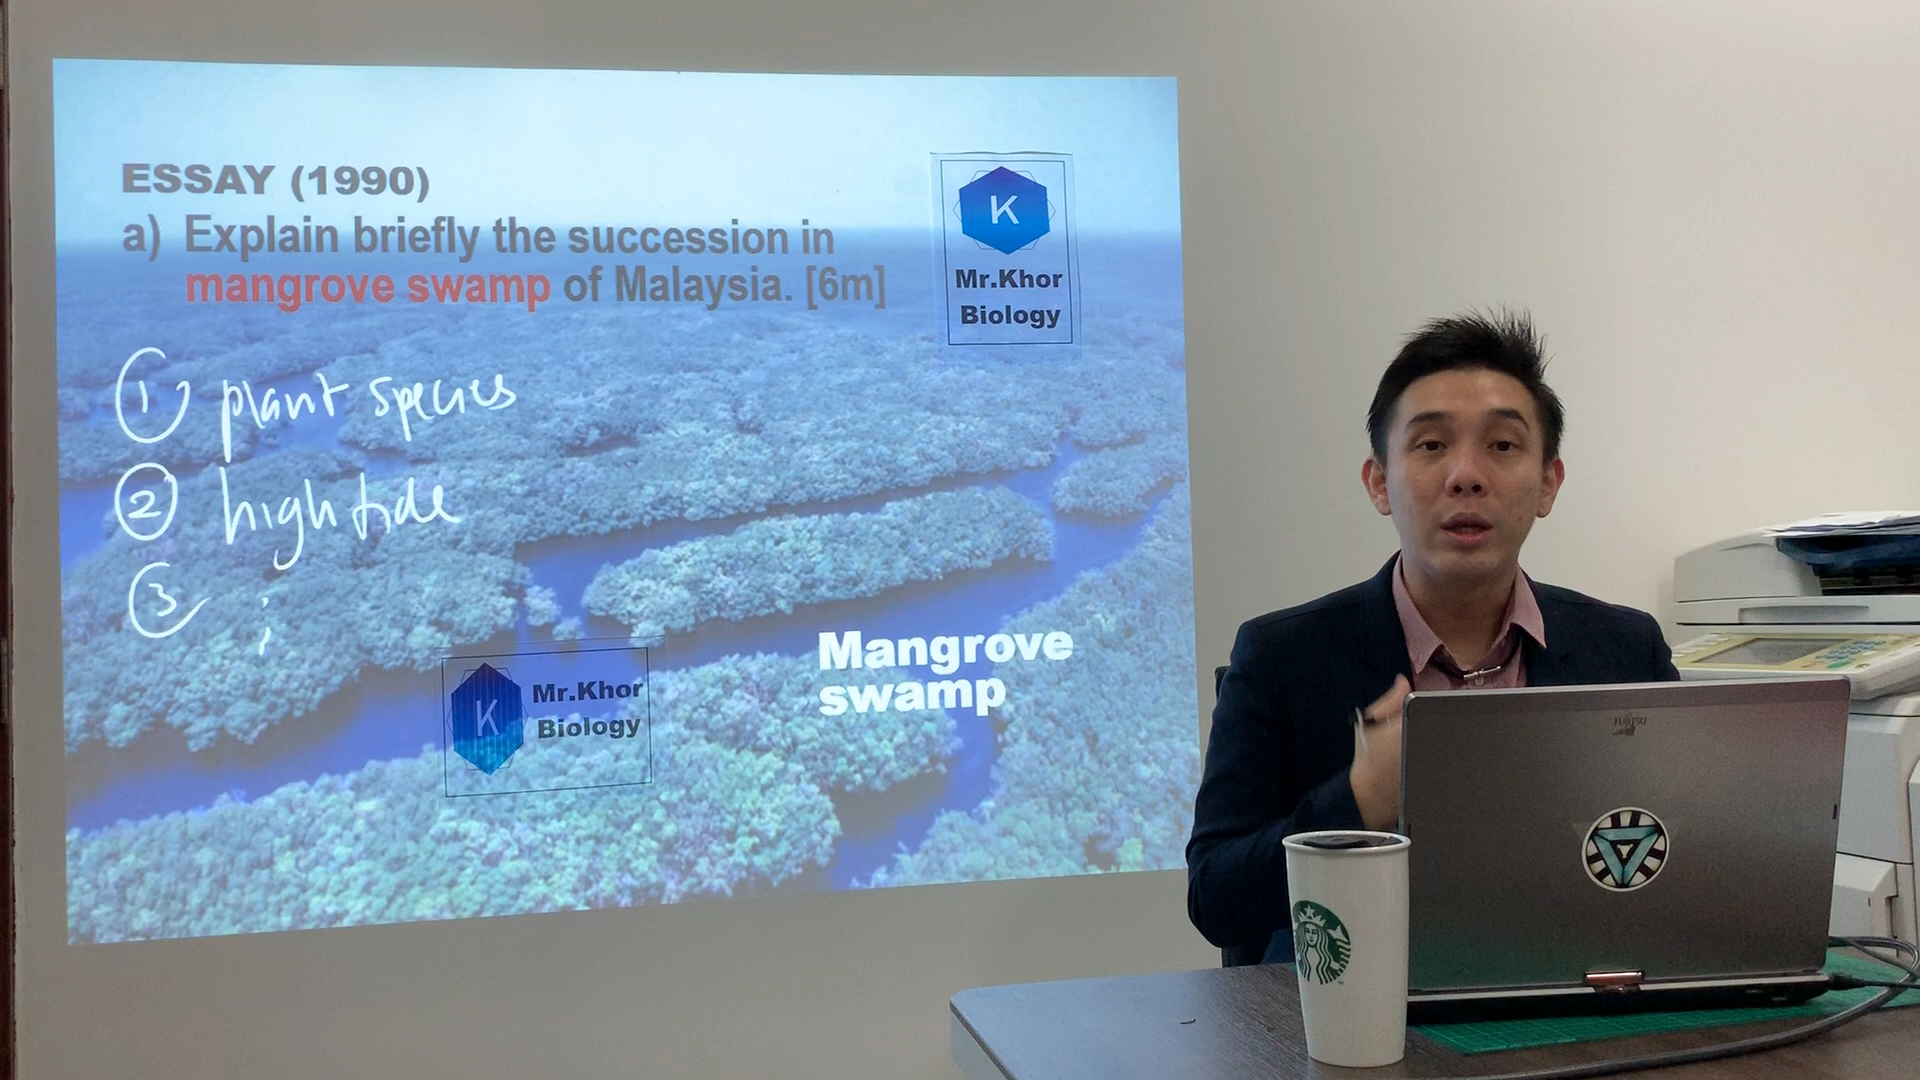 ESSAY (1990)
a) Explain briefly the succession in
mangrove swamp of Malaysia. [6m]
K
Mr.Khor
Biology
① plant species
② high tide
③ :
Mangrove
swamp
K
Mr.Khor
Biology
FUJITSU